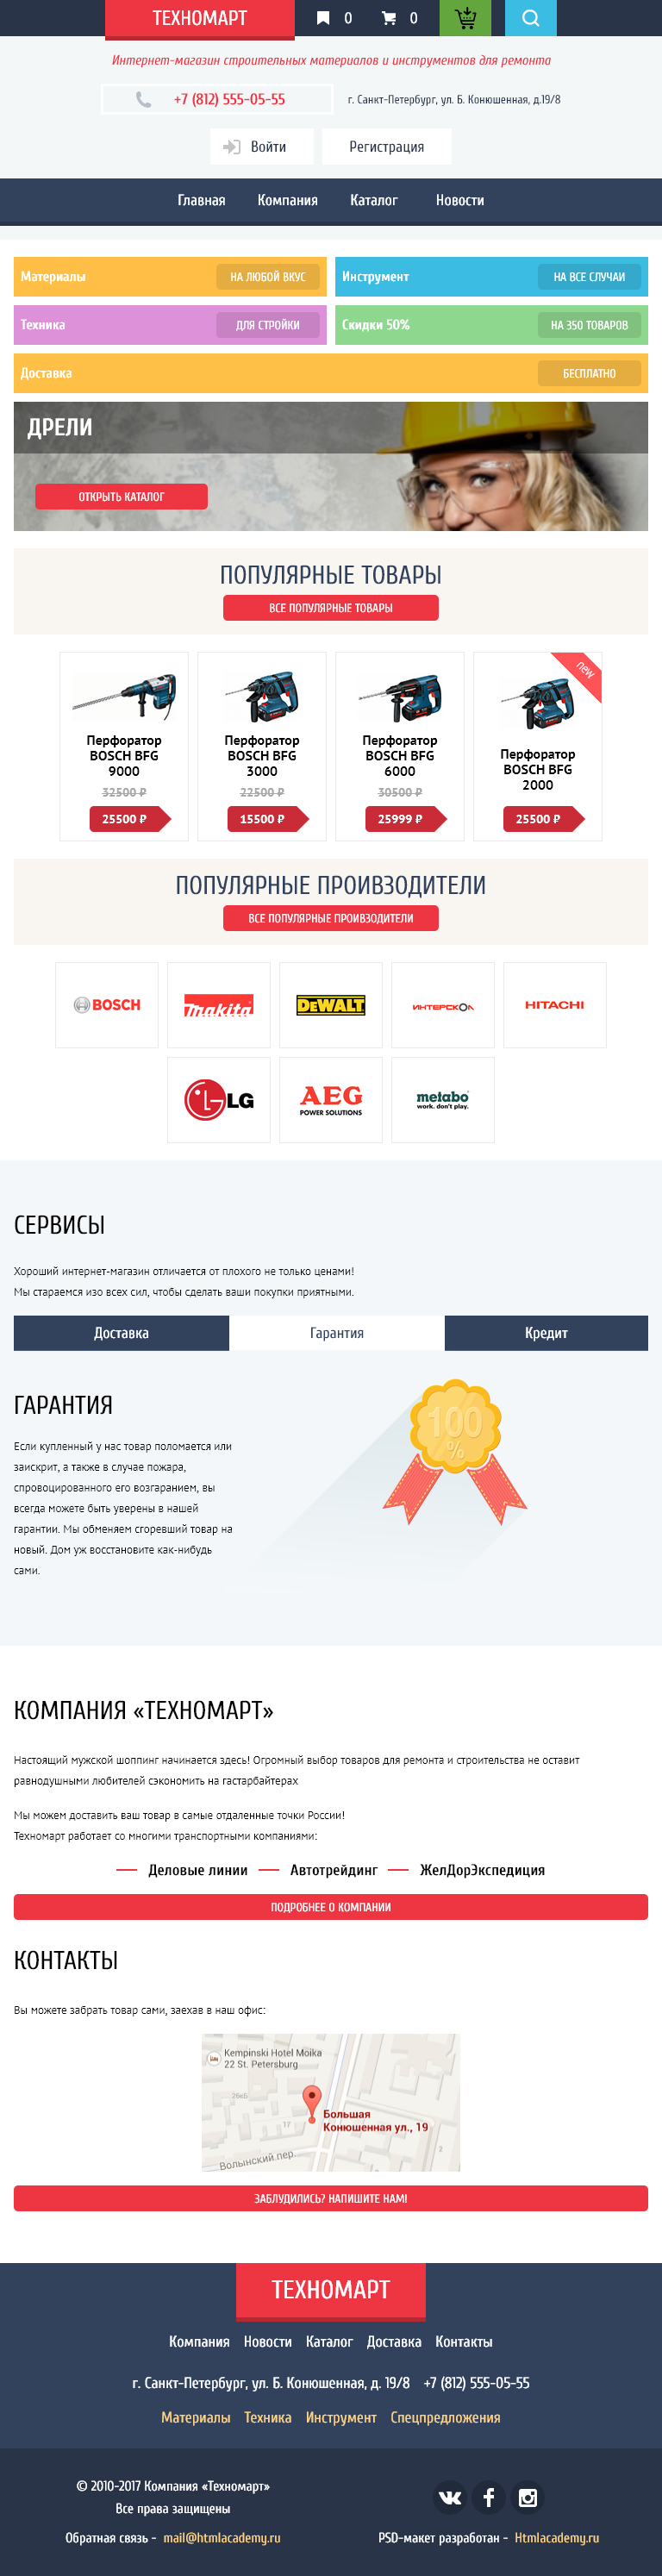 ТЕХНОМАРТ
0
0
Интернет-магазин строительных материалов и инструментов для ремонта
+7 (812) 555-05-55
г. Санкт-Петербург, ул. Б. Конюшенная, д.19/8
Войти
Регистрация
Главная
Компания
Каталог
Новости
Материалы
НА ЛЮБОЙ ВКУС
Инструмент
НА ВСЕ СЛУЧАИ
Техника
ДЛЯ СТРОЙКИ
Скидки 50%
НА 350 ТОВАРОВ
Доставка
БЕСПЛАТНО
ДРЕЛИ
ОТКРЫТЬ КАТАЛОГ
ПОПУЛЯРНЫЕ ТОВАРЫ
ВСЕ ПОПУЛЯРНЫЕ ТОВАРЫ
Перфоратор
BOSCH BFG
9000
32500 ₽
25500 ₽
Перфоратор
BOSCH BFG
3000
22500 ₽
15500 ₽
Перфоратор
BOSCH BFG
6000
30500 ₽
25999 ₽
new
Перфоратор
BOSCH BFG
2000
25500 ₽
ПОПУЛЯРНЫЕ ПРОИВЗОДИТЕЛИ
ВСЕ ПОПУЛЯРНЫЕ ПРОИВЗОДИТЕЛИ
BOSCH
makita
DEWALT
ИНТЕРСКОЛ
HITACHI
LG
AEG
POWER SOLUTIONS
metabo
work. don't play.
СЕРВИСЫ
Хороший интернет-магазин отличается от плохого не только ценами!
Мы стараемся изо всех сил, чтобы сделать ваши покупки приятными.
Доставка
Гарантия
Кредит
ГАРАНТИЯ
Если купленный у нас товар поломается или
заискрит, а также в случае пожара,
спровоцированного его возгаранием, вы
всегда можете быть уверены в нашей
гарантии. Мы обменяем сгоревший товар на
новый. Дом уж восстановите как-нибудь
сами.
100
%
КОМПАНИЯ «ТЕХНОМАРТ»
Настоящий мужской шоппинг начинается здесь! Огромный выбор товаров для ремонта и строительства не оставит
равнодушными любителей сэкономить на гастарбайтерах
Мы можем доставить ваш товар в самые отдаленные точки России!
Техномарт работает со многими транспортными компаниями:
Деловые линии
Автотрейдинг
ЖелДорЭкспедиция
ПОДРОБНЕЕ О КОМПАНИИ
КОНТАКТЫ
Вы можете забрать товар сами, заехав в наш офис:
Kempinski Hotel Moika
22 St. Petersburg
26к5
17
Большая
Конюшенная ул., 19
3
Волынский пер.
ЗАБЛУДИЛИСЬ? НАПИШИТЕ НАМ!
ТЕХНОМАРТ
Компания
Новости
Каталог
Доставка
Контакты
г. Санкт-Петербург, ул. Б. Конюшенная, д. 19/8
+7 (812) 555-05-55
Материалы
Техника
Инструмент
Спецпредложения
© 2010-2017 Компания «Техномарт»
Все права защищены
Обратная связь - mail@htmlacademy.ru
PSD-макет разработан - Htmlacademy.ru